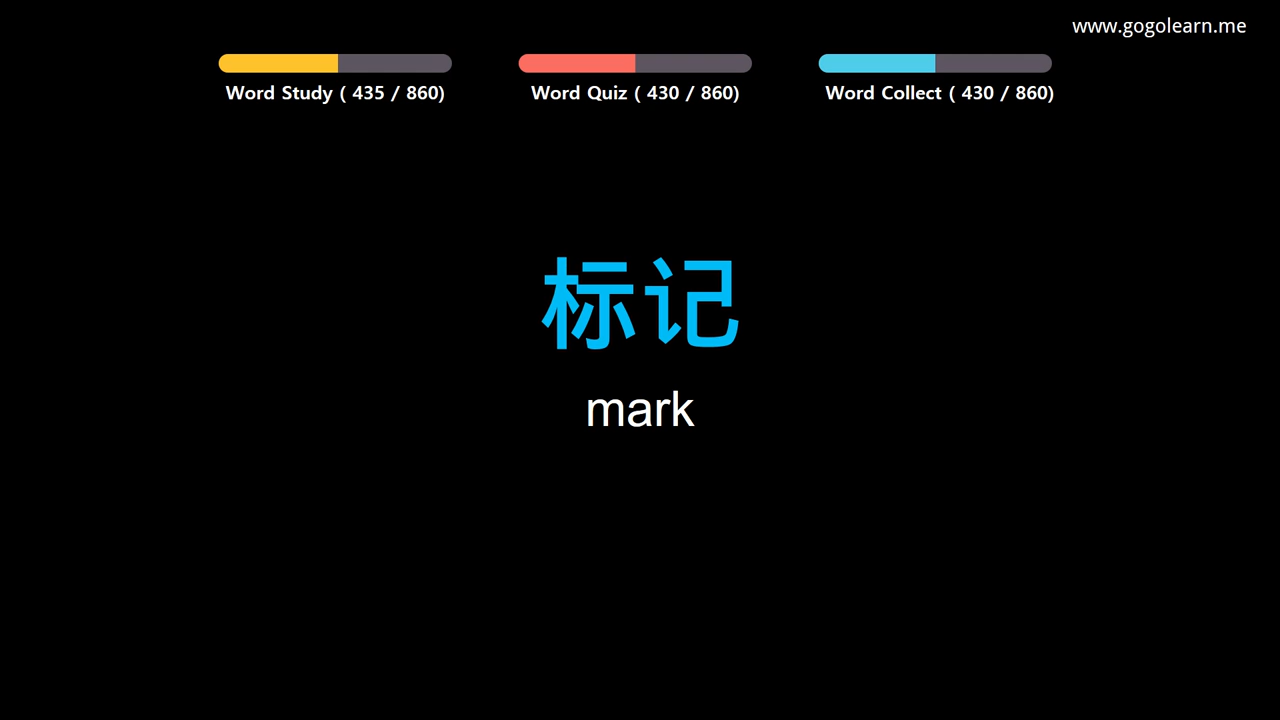 www.gogolearn.me
Word Study ( 435 / 860)
Word Quiz ( 430 / 860)
Word Collect ( 430 / 860)
标记
mark